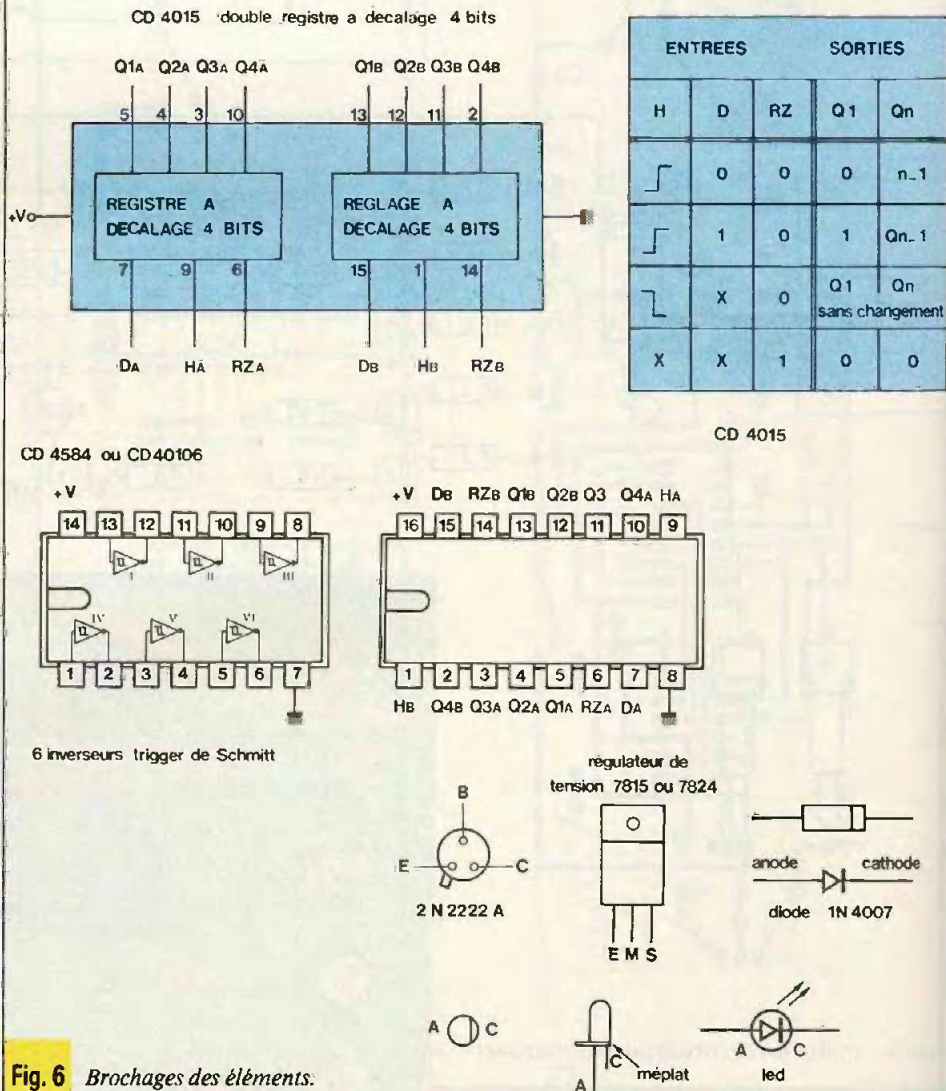 CD 4015 double registre a decalage 4 bits
Q1A Q2A Q3A Q4A Q1B Q2B Q3B Q4B
5 4 3 10 13 12 11 2
REGISTRE A
DECALAGE 4 BITS
REGLAGE A
DECALAGE 4 BITS
+V
7 9 6 15 1 14
DA HA RZA DB HB RZB
ENTREES SORTIES
H D RZ Q1 Qn
0 0 0 n-1
1 0 1 Qn-1
X 0 Q1 Qn
sans changement
X X 1 0 0
CD 4015
CD 4584 ou CD40106
+V
14 13 12 11 10 9 8
I II III
IV V VI
1 2 3 4 5 6 7
6 inverseurs trigger de Schmitt
+V DB RZB Q1B Q2B Q3 Q4A HA
16 15 14 13 12 11 10 9
1 2 3 4 5 6 7 8
HB Q4B Q3A Q2A Q1A RZA DA
B
E C
2 N 2222 A
régulateur de
tension 7815 ou 7824
E M S
anode cathode
diode 1N 4007
A C
C
méplat
A
A C
led
Fig. 6 Brochages des éléments.